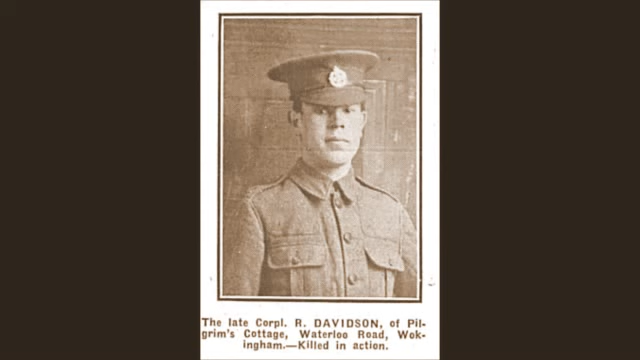 The late Corpl. R. DAVIDSON, of Pil-
grim's Cottage, Waterloo Road, Wok-
ingham.—Killed in action.